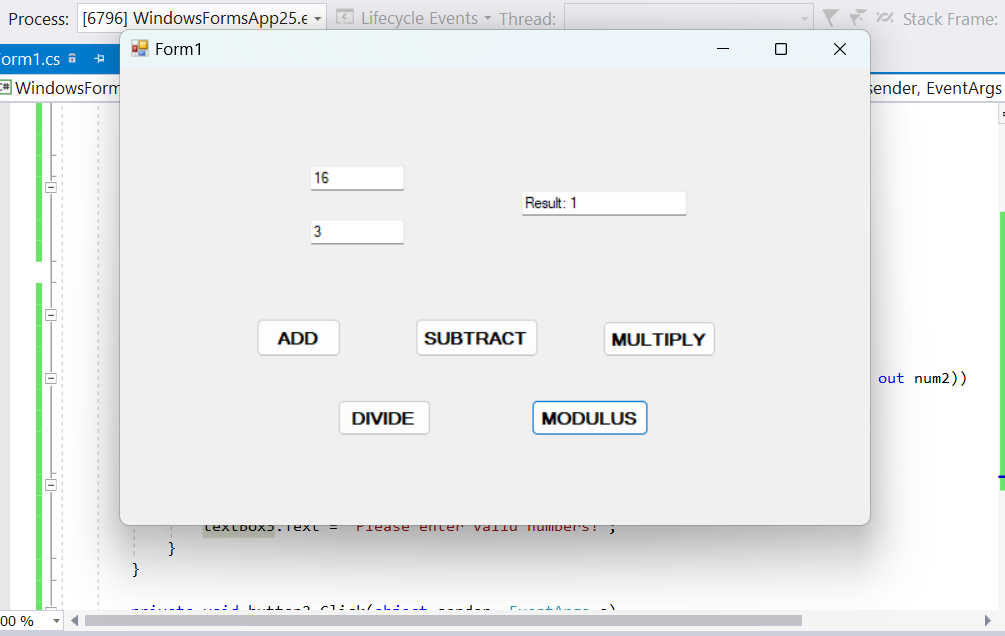 Process: [6796] WindowsFormsApp25.e Lifecycle Events Thread: Stack Frame:
Form1.cs
Form1
WindowsForm sender, EventArgs
16
Result: 1
3
ADD SUBTRACT MULTIPLY
out num2))
DIVIDE MODULUS
textBox3.Text = "Please enter valid numbers!";
}
}
private void button2_Click(object sender, EventArgs e)
00 %